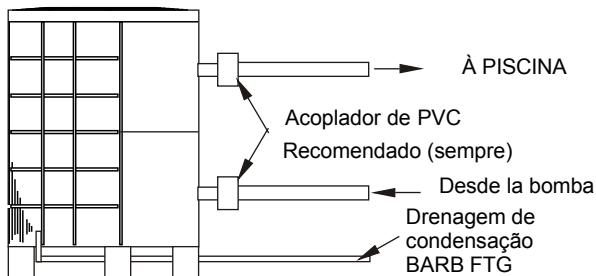 À PISCINA
Acoplador de PVC
Recomendado (sempre)
Desde la bomba
Drenagem de
condensação
BARB FTG